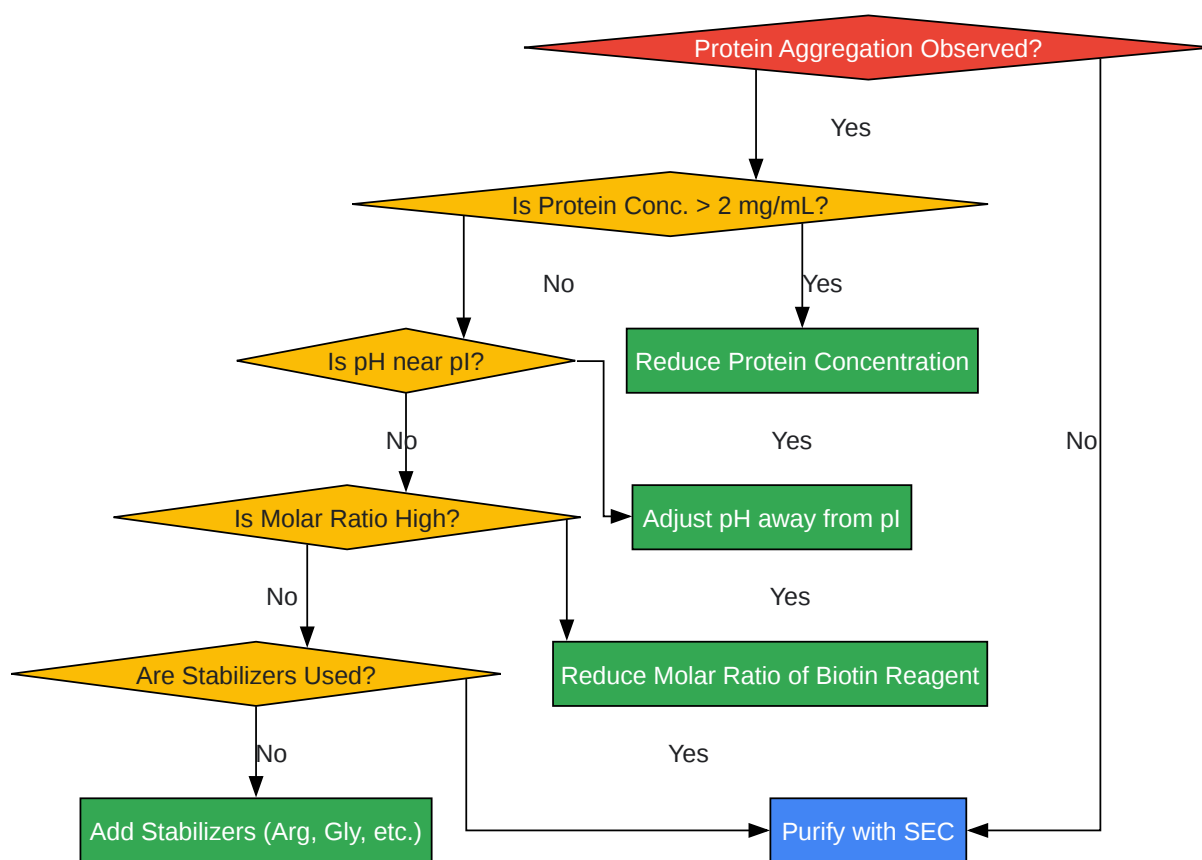 Protein Aggregation Observed?
Yes
Is Protein Conc. > 2 mg/mL?
No
Yes
Is pH near pI?
Reduce Protein Concentration
No
Yes
No
Is Molar Ratio High?
Adjust pH away from pI
No
Yes
Are Stabilizers Used?
Reduce Molar Ratio of Biotin Reagent
No
Yes
Add Stabilizers (Arg, Gly, etc.)
Purify with SEC